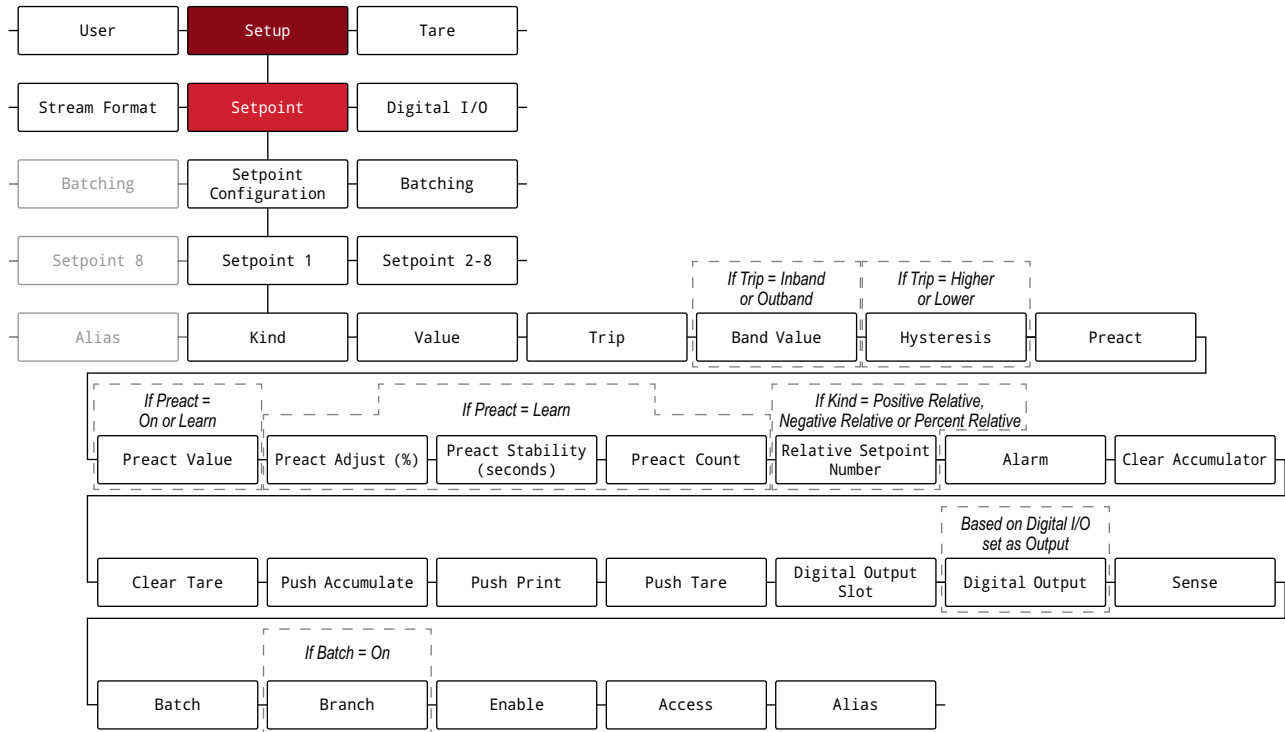 User
Setup
Tare
Stream Format
Setpoint
Digital I/O
Batching
Setpoint
Configuration
Batching
Setpoint 8
Setpoint 1
Setpoint 2-8
If Trip = Inband
or Outband
If Trip = Higher
or Lower
Alias
Kind
Value
Trip
Band Value
Hysteresis
Preact
If Preact =
On or Learn
If Preact = Learn
If Kind = Positive Relative,
Negative Relative or Percent Relative
Preact Value
Preact Adjust (%)
Preact Stability
(seconds)
Preact Count
Relative Setpoint
Number
Alarm
Clear Accumulator
Based on Digital I/O
set as Output
Clear Tare
Push Accumulate
Push Print
Push Tare
Digital Output
Slot
Digital Output
Sense
If Batch = On
Batch
Branch
Enable
Access
Alias